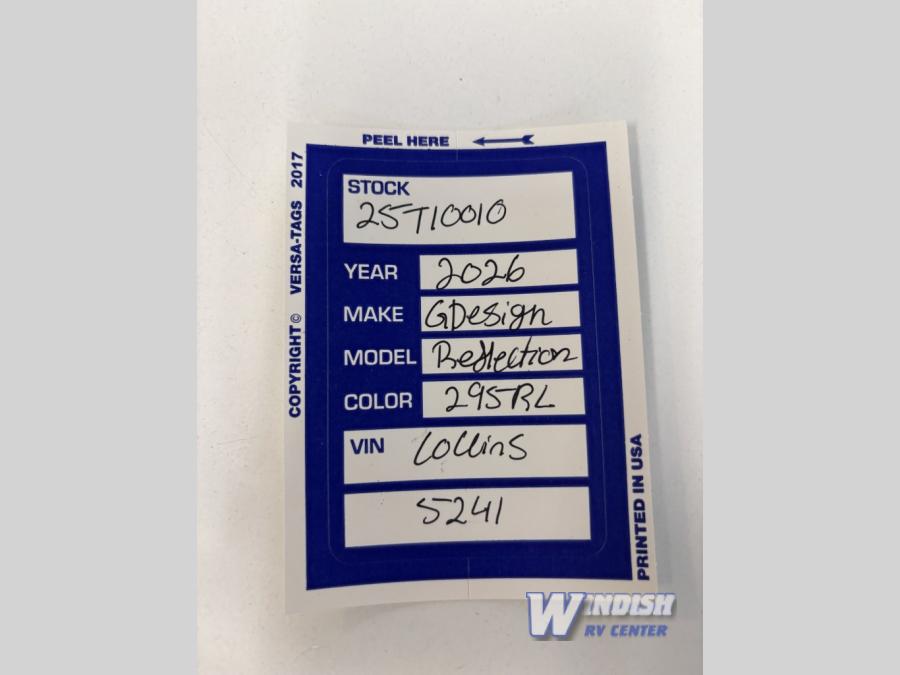 PEEL HERE
COPYRIGHT © VERSA-TAGS 2017
STOCK
25T10010
YEAR 2026
MAKE GDesign
MODEL Reflection
COLOR 295RL
VIN Collins
5241
PRINTED IN USA
WINDISH
RV CENTER